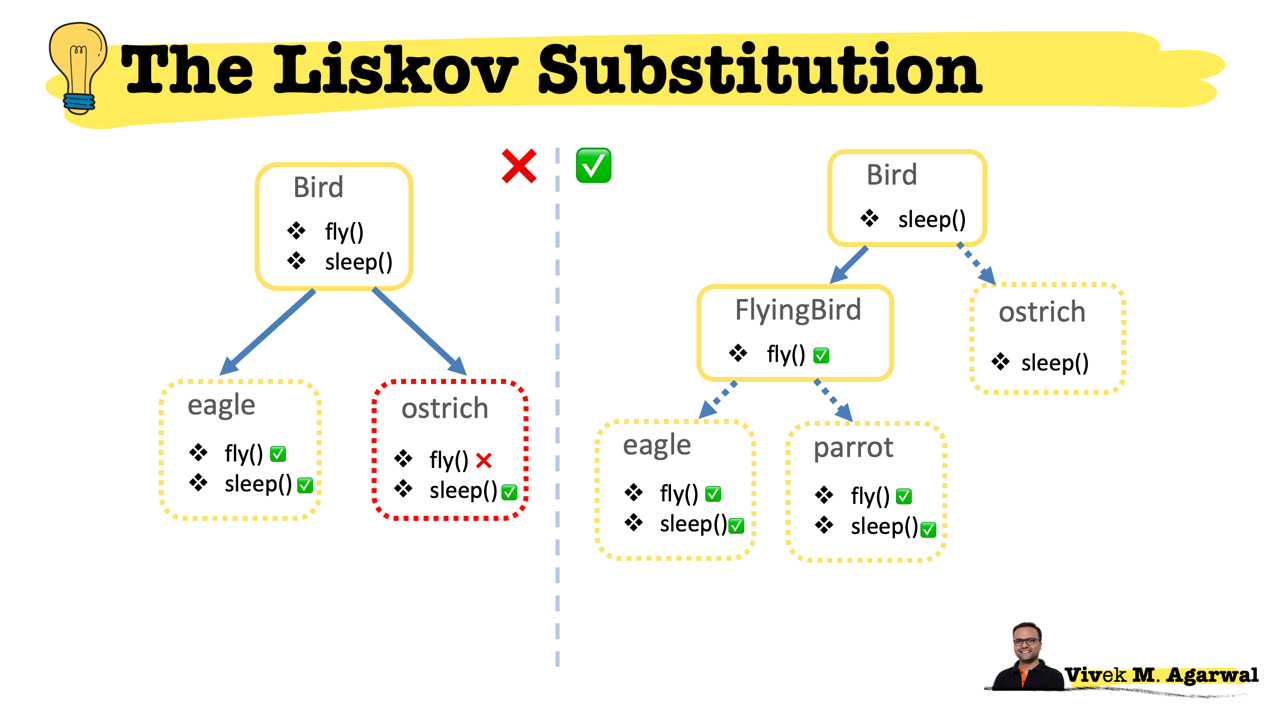 The Liskov Substitution
Bird
❖ fly()
❖ sleep()
eagle
❖ fly() ✅
❖ sleep() ✅
ostrich
❖ fly() ❌
❖ sleep() ✅
Bird
❖ sleep()
FlyingBird
❖ fly() ✅
ostrich
❖ sleep()
eagle
❖ fly() ✅
❖ sleep() ✅
parrot
❖ fly() ✅
❖ sleep() ✅
Vivek M. Agarwal